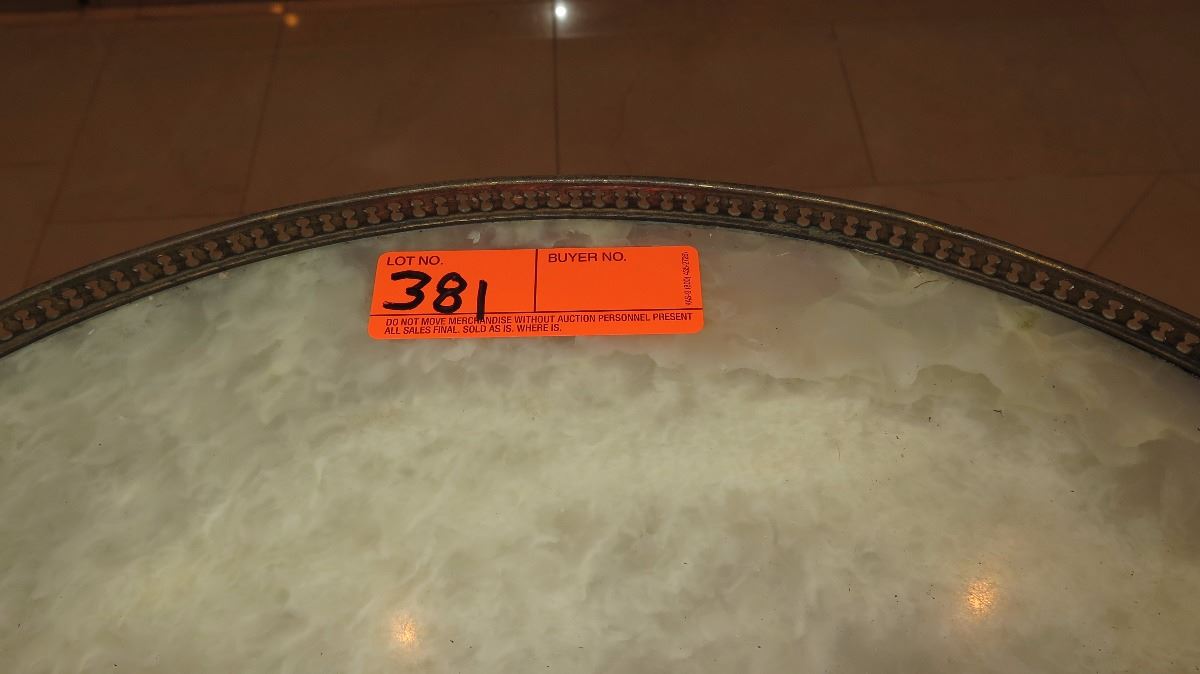 LOT NO.
381
BUYER NO.
DO NOT MOVE MERCHANDISE WITHOUT AUCTION PERSONNEL PRESENT
ALL SALES FINAL. SOLD AS IS. WHERE IS.